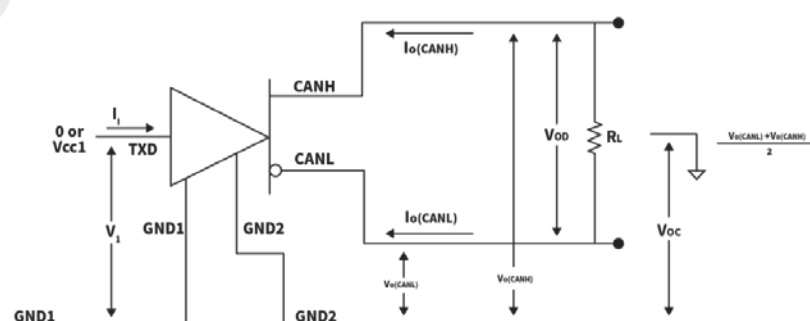 Io(CANH)
CANH
Ii
0 or
Vcc1
TXD
VOD
RL
Vo(CANL) +Vo(CANH)
2
CANL
V1
GND1
GND2
Io(CANL)
VOC
Vo(CANL)
Vo(CANH)
GND1
GND2